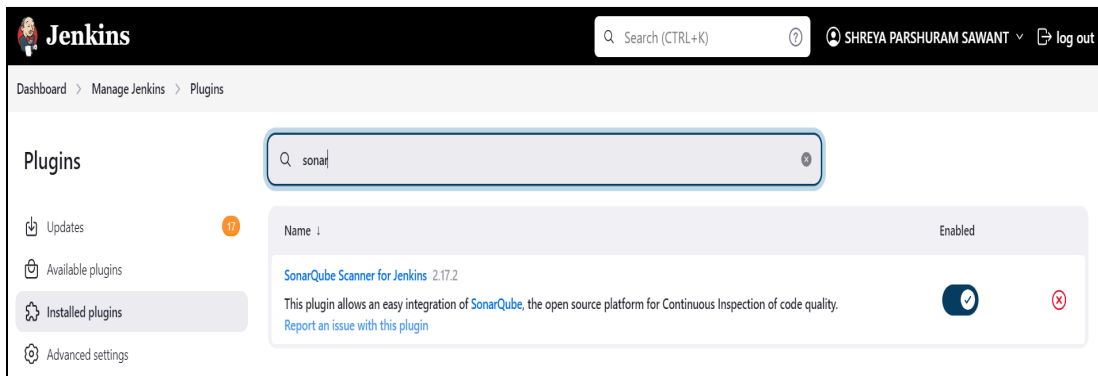 Jenkins
Search (CTRL+K)
?
SHREYA PARSHURAM SAWANT
log out
Dashboard > Manage Jenkins > Plugins
Plugins
sonar
Updates
17
Available plugins
Installed plugins
Advanced settings
Name ↓
Enabled
SonarQube Scanner for Jenkins 2.17.2
This plugin allows an easy integration of SonarQube, the open source platform for Continuous Inspection of code quality.
Report an issue with this plugin